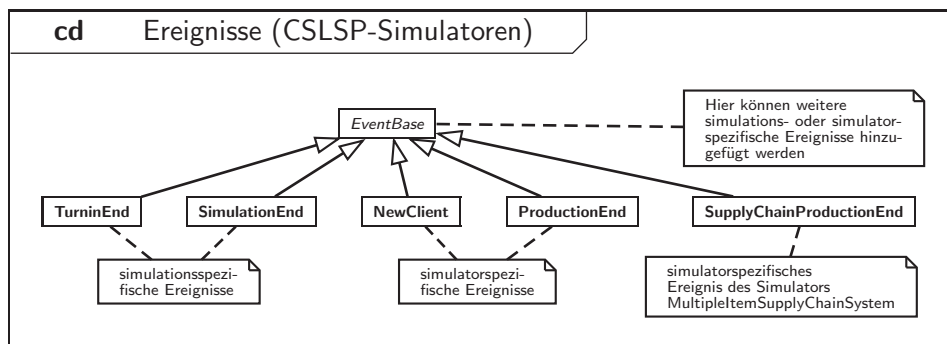 cd Ereignisse (CSLSP-Simulatoren)
EventBase
Hier können weitere
simulations- oder simulator-
spezifische Ereignisse hinzu-
gefügt werden
TurninEnd
SimulationEnd
NewClient
ProductionEnd
SupplyChainProductionEnd
simulationsspezi-
fische Ereignisse
simulatorspezi-
fische Ereignisse
simulatorspezifisches
Ereignis des Simulators
MultipleItemSupplyChainSystem